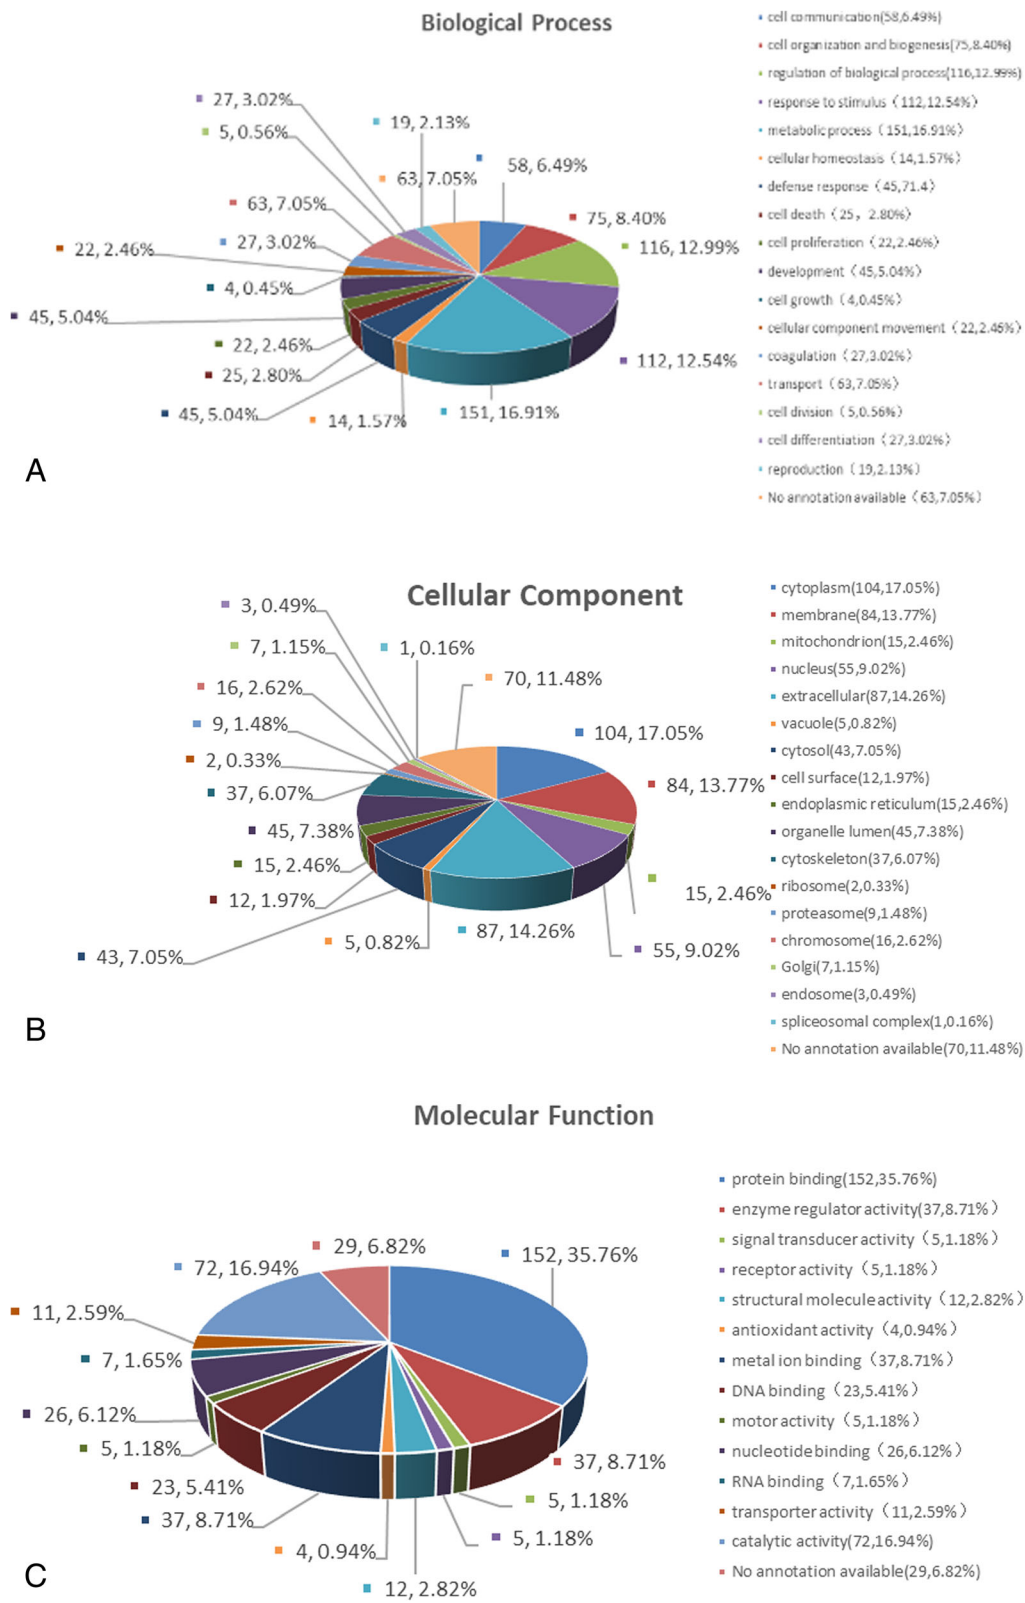 Biological Process
27, 3.02%
5, 0.56%
19, 2.13%
63, 7.05%
58, 6.49%
63, 7.05%
75, 8.40%
22, 2.46%
27, 3.02%
116, 12.99%
4, 0.45%
45, 5.04%
22, 2.46%
25, 2.80%
112, 12.54%
45, 5.04%
14, 1.57%
151, 16.91%
cell communication(58,6.49%)
cell organization and biogenesis(75,8.40%)
regulation of biological process(116,12.99%)
response to stimulus（112,12.54%）
metabolic process（151,16.91%）
cellular homeostasis（14,1.57%）
defense response（45,71.4）
cell death（25，2.80%）
cell proliferation（22,2.46%）
development（45,5.04%）
cell growth（4,0.45%）
cellular component movement（22,2.46%）
coagulation（27,3.02%）
transport（63,7.05%）
cell division（5,0.56%）
cell differentiation（27,3.02%）
reproduction（19,2.13%）
No annotation available（63,7.05%）
A
Cellular Component
3, 0.49%
7, 1.15%
1, 0.16%
16, 2.62%
70, 11.48%
9, 1.48%
104, 17.05%
2, 0.33%
37, 6.07%
84, 13.77%
45, 7.38%
15, 2.46%
15, 2.46%
12, 1.97%
87, 14.26%
5, 0.82%
55, 9.02%
43, 7.05%
cytoplasm(104,17.05%)
membrane(84,13.77%)
mitochondrion(15,2.46%)
nucleus(55,9.02%)
extracellular(87,14.26%)
vacuole(5,0.82%)
cytosol(43,7.05%)
cell surface(12,1.97%)
endoplasmic reticulum(15,2.46%)
organelle lumen(45,7.38%)
cytoskeleton(37,6.07%)
ribosome(2,0.33%)
proteasome(9,1.48%)
chromosome(16,2.62%)
Golgi(7,1.15%)
endosome(3,0.49%)
spliceosomal complex(1,0.16%)
No annotation available(70,11.48%)
B
Molecular Function
29, 6.82%
152, 35.76%
72, 16.94%
11, 2.59%
7, 1.65%
26, 6.12%
5, 1.18%
37, 8.71%
23, 5.41%
5, 1.18%
37, 8.71%
5, 1.18%
4, 0.94%
12, 2.82%
protein binding(152,35.76%)
enzyme regulator activity(37,8.71%）
signal transducer activity（5,1.18%）
receptor activity（5,1.18%）
structural molecule activity（12,2.82%）
antioxidant activity（4,0.94%）
metal ion binding（37,8.71%）
DNA binding（23,5.41%）
motor activity（5,1.18%）
nucleotide binding（26,6.12%）
RNA binding（7,1.65%）
transporter activity（11,2.59%）
catalytic activity(72,16.94%)
No annotation available(29,6.82%)
C